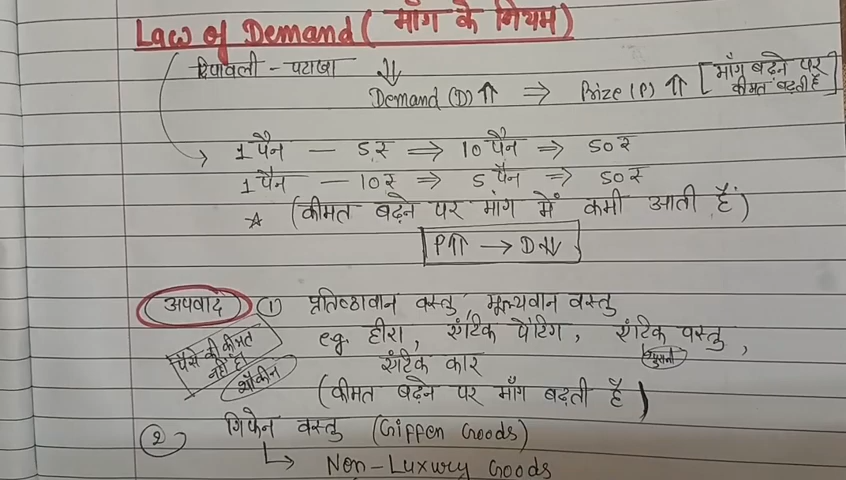 Law of Demand ( माँग के नियम)
दिपावली - पटाखा ↓↓
Demand (D) ⇑ ⇒ Prize (P) ⇑ [माँग बढ़ने पर
कीमत बढ़ती है]
1 पैन — 5 ₹ ⇒ 10 पैन ⇒ 50 ₹
1 पैन — 10 ₹ ⇒ 5 पैन ⇒ 50 ₹
☆ (कीमत बढ़ने पर मांग में कमी आती है)
P⇑ → D⇓
अपवाद ① प्रतिष्ठावान वस्तु, मूल्यवान वस्तु
eg. हीरा, एंटिक पेंटिंग, एंटिक वस्तु,
पुरानी
एंटिक कार
पैसे की कीमत
नहीं है।
शौकीन
(कीमत बढ़ने पर माँग बढ़ती है)
② गिफेन वस्तु (Giffen Goods)
↳ Non-Luxury Goods